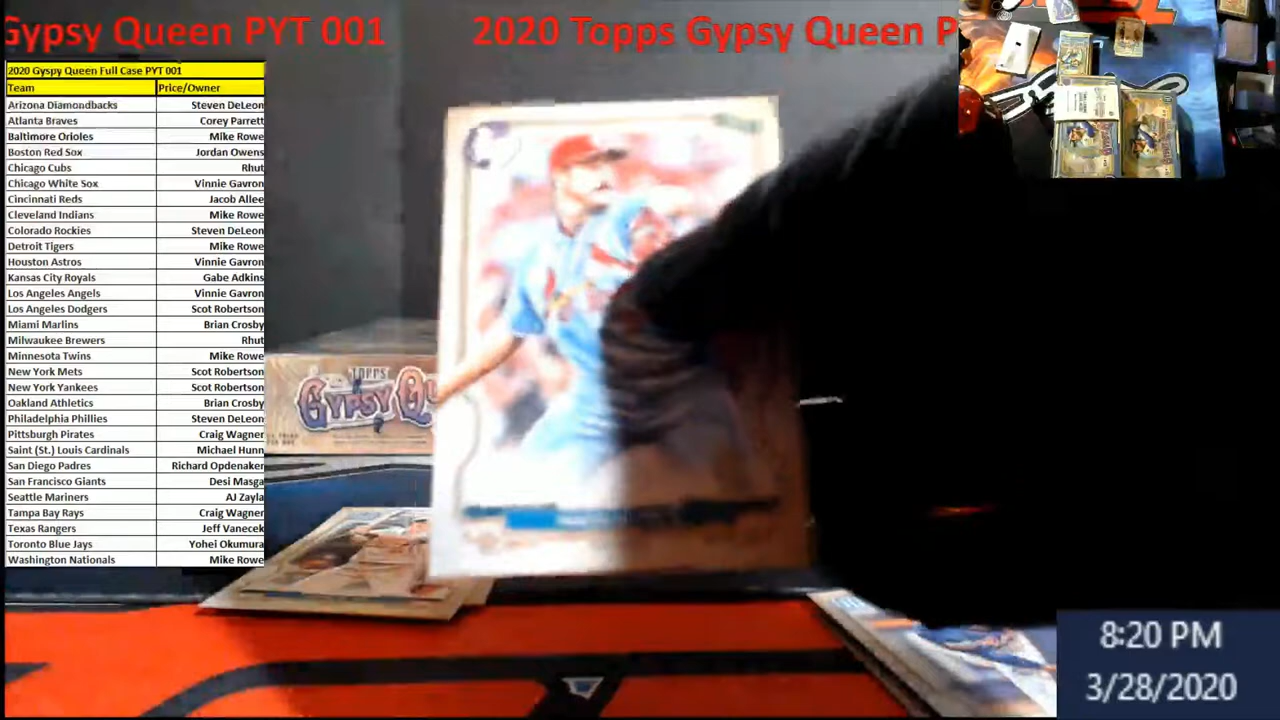 Gypsy Queen PYT 001 2020 Topps Gypsy Queen P
2020 Gyspy Queen Full Case PYT 001
Team Price/Owner
Arizona Diamondbacks Steven DeLeon
Atlanta Braves Corey Parrett
Baltimore Orioles Mike Rowe
Boston Red Sox Jordan Owens
Chicago Cubs Rhut
Chicago White Sox Vinnie Gavron
Cincinnati Reds Jacob Allee
Cleveland Indians Mike Rowe
Colorado Rockies Steven DeLeon
Detroit Tigers Mike Rowe
Houston Astros Vinnie Gavron
Kansas City Royals Gabe Adkins
Los Angeles Angels Vinnie Gavron
Los Angeles Dodgers Scot Robertson
Miami Marlins Brian Crosby
Milwaukee Brewers Rhut
Minnesota Twins Mike Rowe
New York Mets Scot Robertson
New York Yankees Scot Robertson
Oakland Athletics Brian Crosby
Philadelphia Phillies Steven DeLeon
Pittsburgh Pirates Craig Wagner
Saint (St.) Louis Cardinals Michael Hunn
San Diego Padres Richard Opdenaker
San Francisco Giants Desi Masga
Seattle Mariners AJ Zayla
Tampa Bay Rays Craig Wagner
Texas Rangers Jeff Vanecek
Toronto Blue Jays Yohei Okumura
Washington Nationals Mike Rowe
TOPPS
GYPSY QU
8:20 PM
3/28/2020